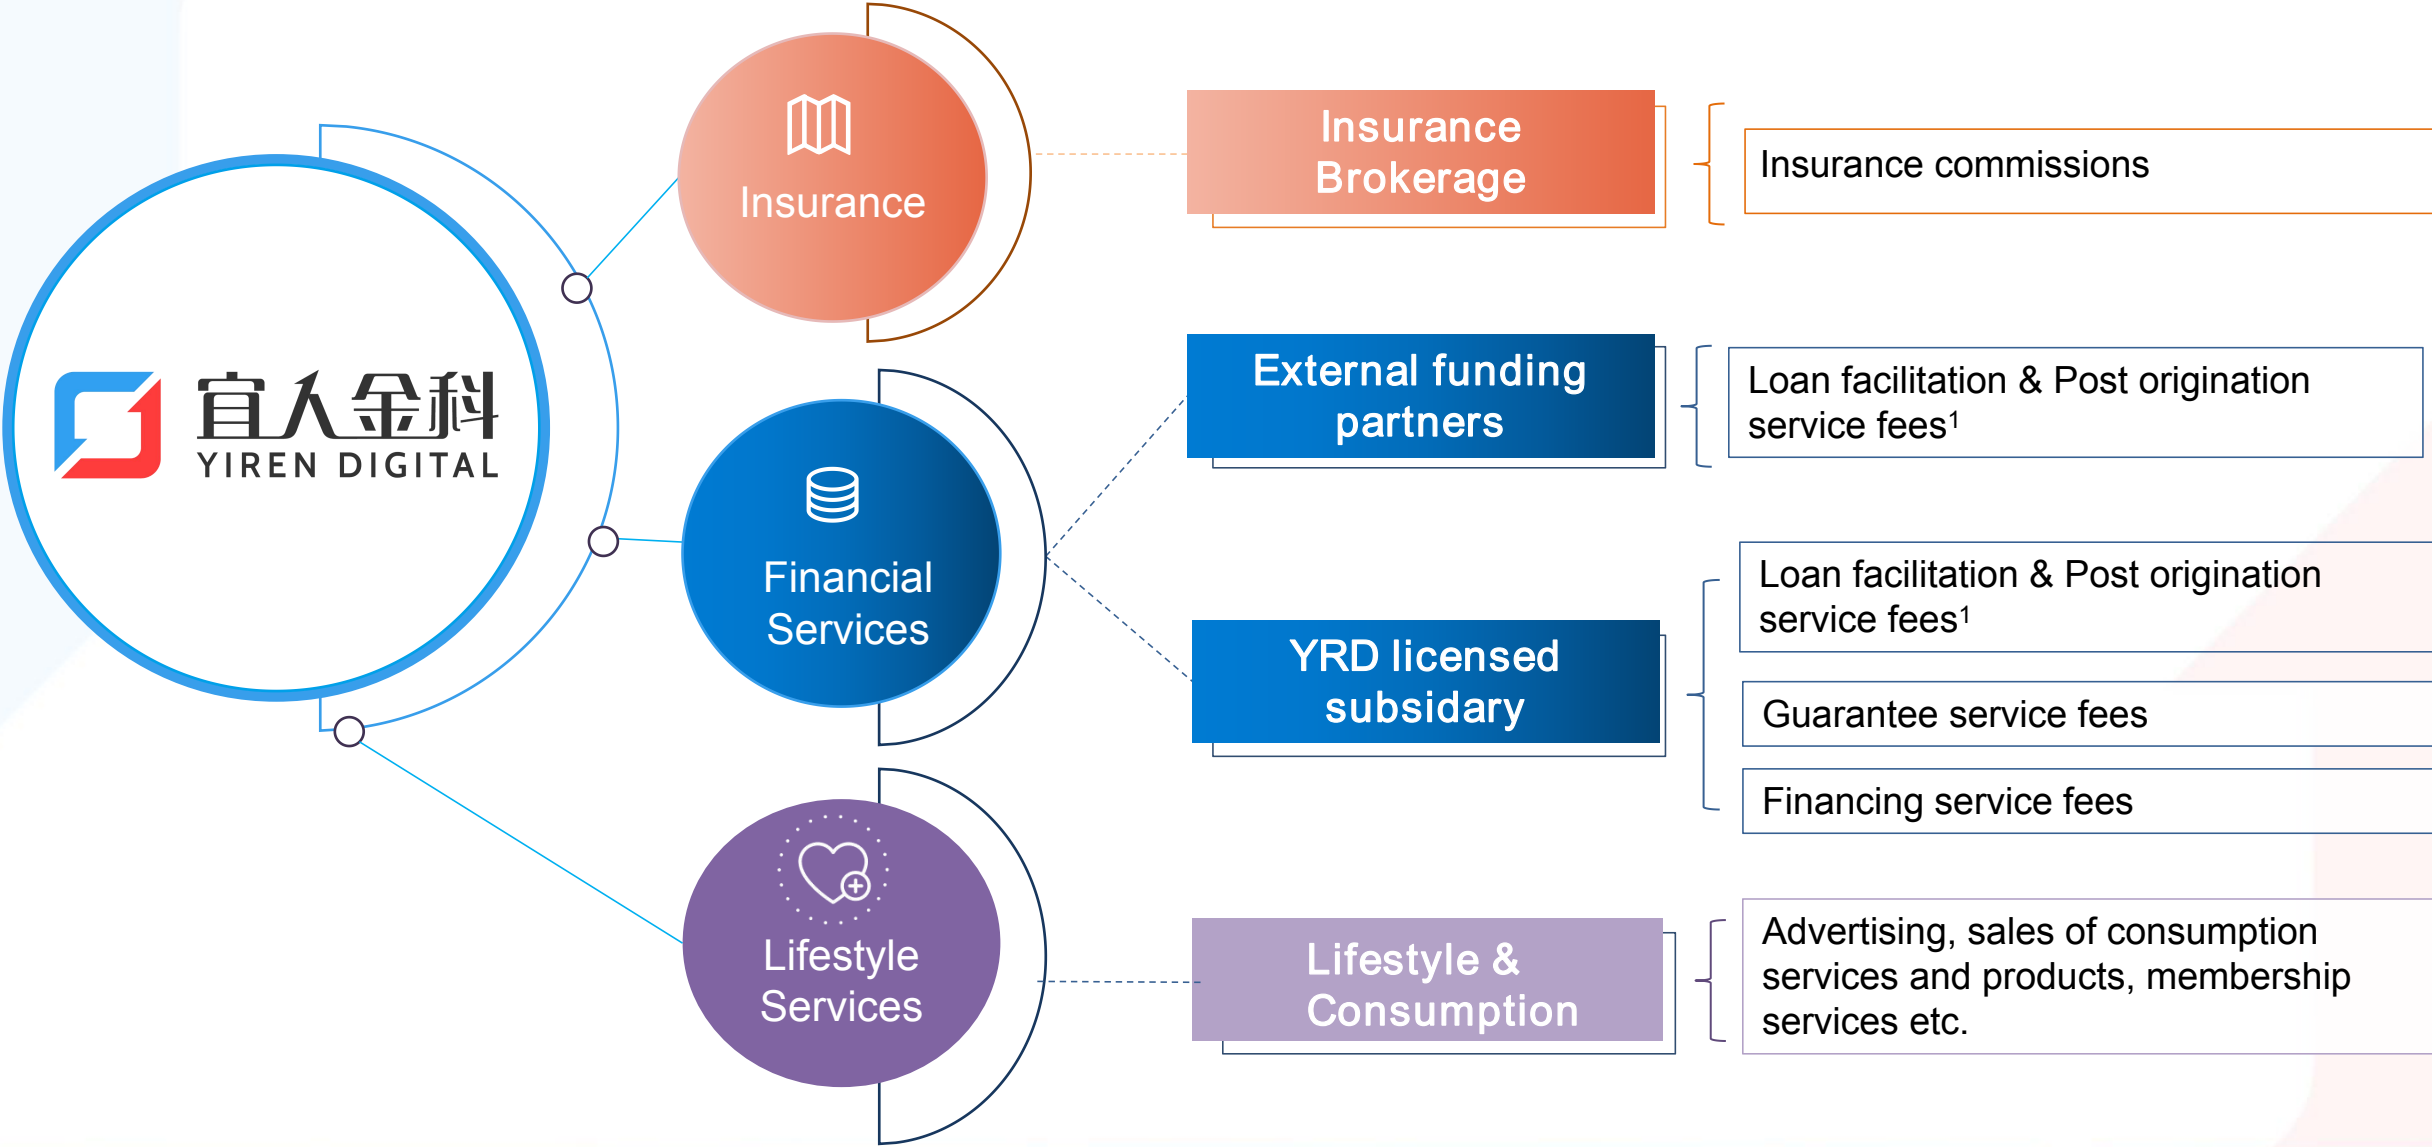 宜人金科
YIREN DIGITAL
Insurance
Insurance
Brokerage
Insurance commissions
Financial
Services
External funding
partners
Loan facilitation & Post origination
service fees¹
YRD licensed
subsidary
Loan facilitation & Post origination
service fees¹
Guarantee service fees
Financing service fees
Lifestyle
Services
Lifestyle &
Consumption
Advertising, sales of consumption
services and products, membership
services etc.